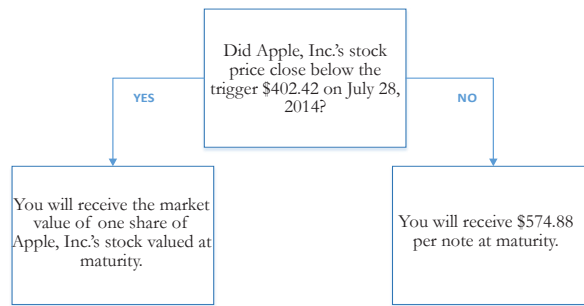 Did Apple, Inc.'s stock
price close below the
trigger $402.42 on July 28,
2014?
YES
NO
You will receive the market
value of one share of
Apple, Inc.'s stock valued at
maturity.
You will receive $574.88
per note at maturity.